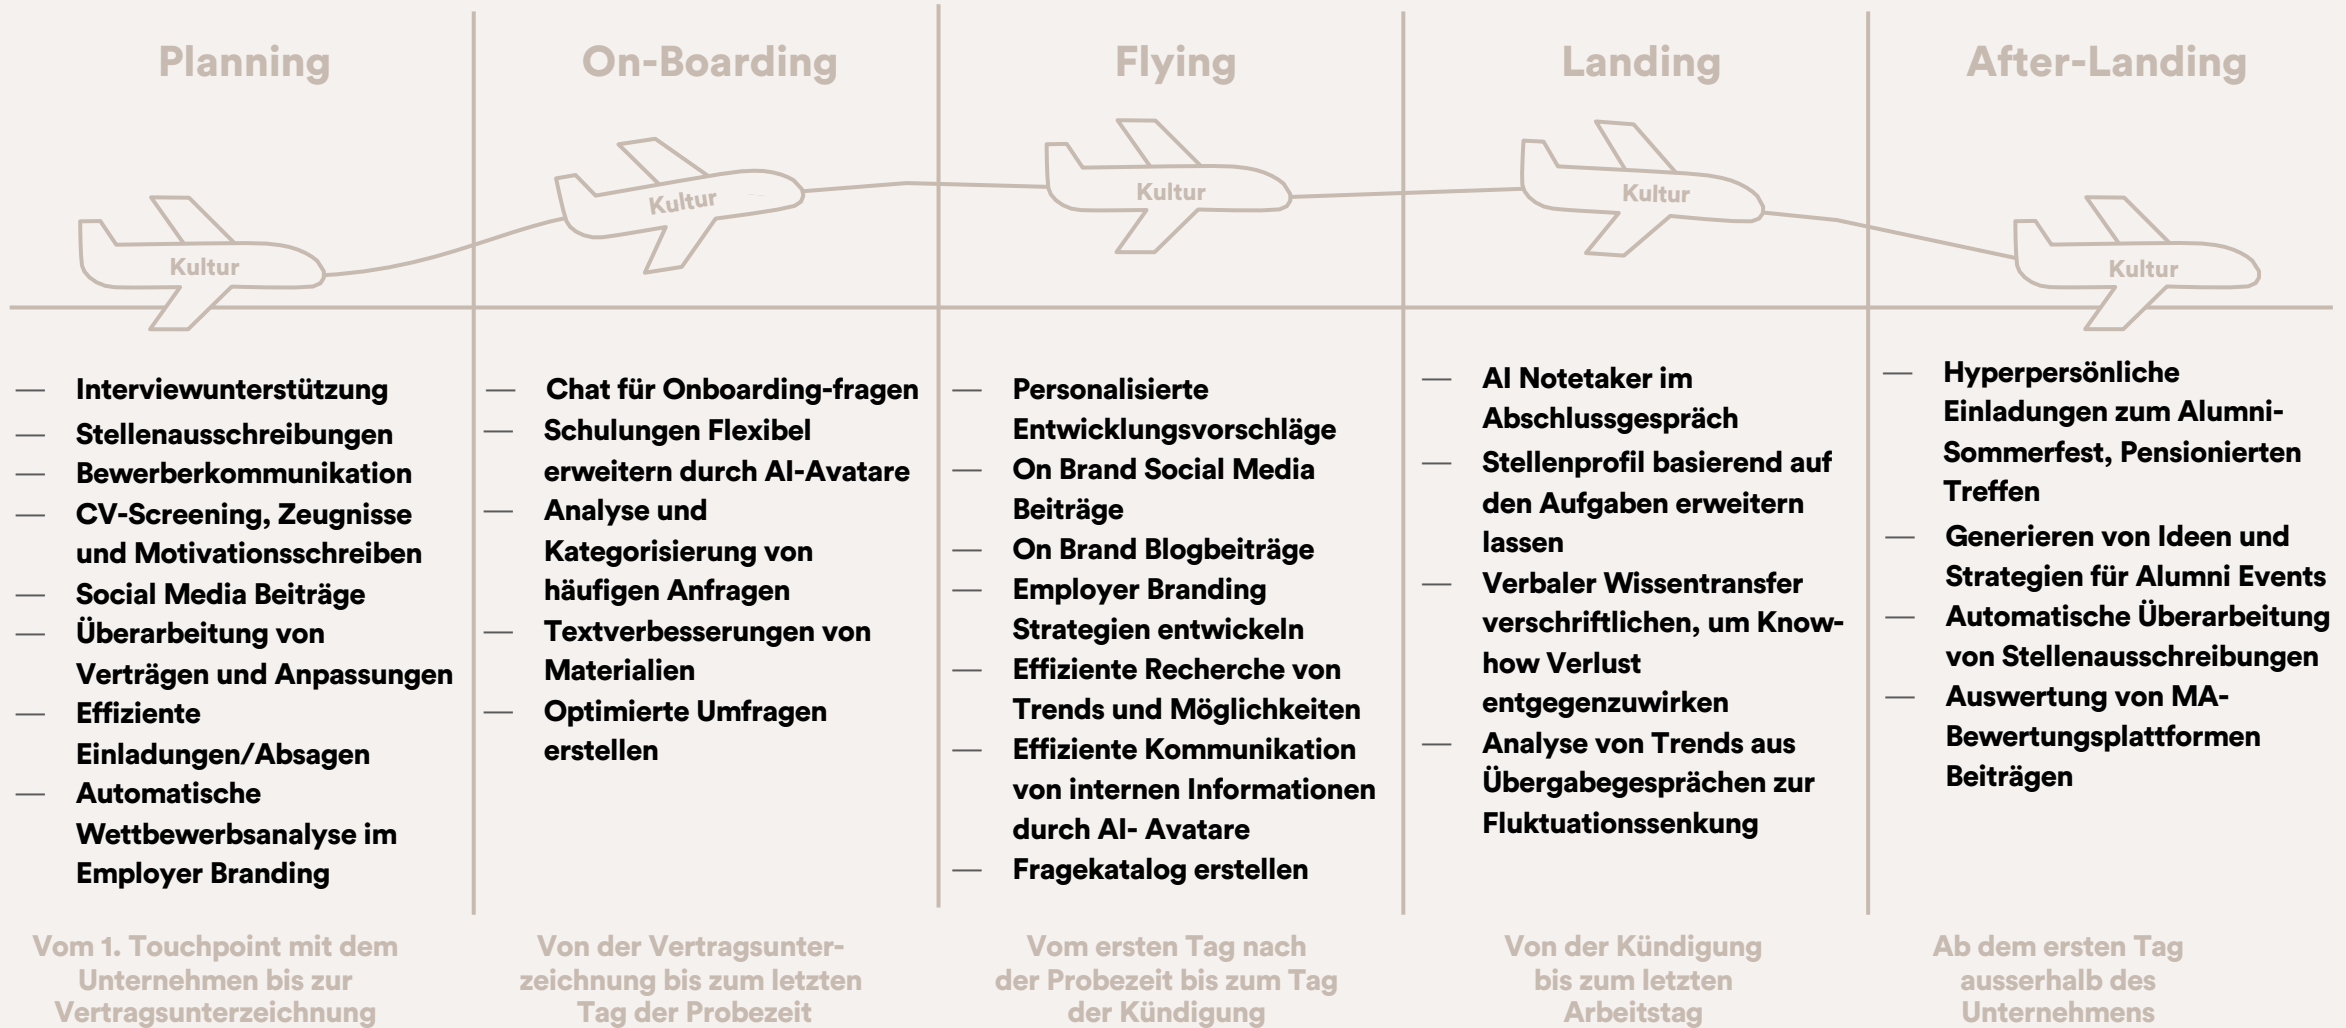 Planning
On-Boarding
Flying
Landing
After-Landing
Kultur
Kultur
Kultur
Kultur
Kultur
— Interviewunterstützung
— Stellenausschreibungen
— Bewerberkommunikation
— CV-Screening, Zeugnisse
und Motivationsschreiben
— Social Media Beiträge
— Überarbeitung von
Verträgen und Anpassungen
— Effiziente
Einladungen/Absagen
— Automatische
Wettbewerbsanalyse im
Employer Branding
— Chat für Onboarding-fragen
— Schulungen Flexibel
erweitern durch AI-Avatare
— Analyse und
Kategorisierung von
häufigen Anfragen
— Textverbesserungen von
Materialien
— Optimierte Umfragen
erstellen
— Personalisierte
Entwicklungsvorschläge
— On Brand Social Media
Beiträge
— On Brand Blogbeiträge
— Employer Branding
Strategien entwickeln
— Effiziente Recherche von
Trends und Möglichkeiten
— Effiziente Kommunikation
von internen Informationen
durch AI- Avatare
— Fragekatalog erstellen
— AI Notetaker im
Abschlussgespräch
— Stellenprofil basierend auf
den Aufgaben erweitern
lassen
— Verbaler Wissentransfer
verschriftlichen, um Know-
how Verlust
entgegenzuwirken
— Analyse von Trends aus
Übergabegesprächen zur
Fluktuationssenkung
— Hyperpersönliche
Einladungen zum Alumni-
Sommerfest, Pensionierten
Treffen
— Generieren von Ideen und
Strategien für Alumni Events
— Automatische Überarbeitung
von Stellenausschreibungen
— Auswertung von MA-
Bewertungsplattformen
Beiträgen
Vom 1. Touchpoint mit dem
Unternehmen bis zur
Vertragsunterzeichnung
Von der Vertragsunter-
zeichnung bis zum letzten
Tag der Probezeit
Vom ersten Tag nach
der Probezeit bis zum Tag
der Kündigung
Von der Kündigung
bis zum letzten
Arbeitstag
Ab dem ersten Tag
ausserhalb des
Unternehmens